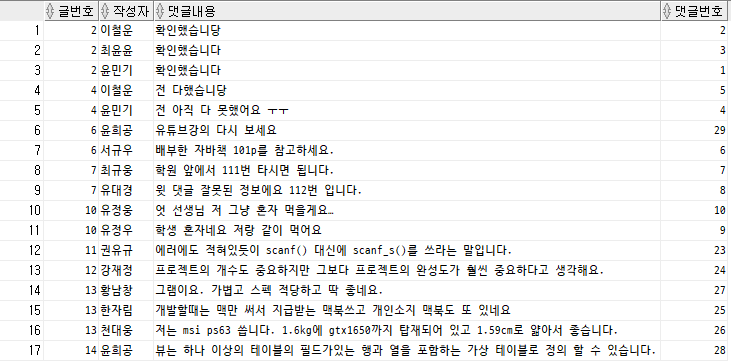 글번호 작성자 댓글내용 댓글번호
1 2 이철운 확인했습니당 2
2 2 최윤윤 확인했습니다 3
3 2 윤민기 확인했습니다 1
4 4 이철운 전 다했습니당 5
5 4 윤민기 전 아직 다 못했어요 ㅜㅜ 4
6 6 윤희공 유튜브강의 다시 보세요 29
7 6 서규우 배부한 자바책 101p를 참고하세요. 6
8 7 최규웅 학원 앞에서 111번 타시면 됩니다. 7
9 7 유대경 윗 댓글 잘못된 정보에요 112번 입니다. 8
10 10 유정웅 엇 선생님 저 그냥 혼자 먹을게요… 10
11 10 유정우 학생 혼자네요 저랑 같이 먹어요 9
12 11 권유규 에러에도 적혀있듯이 scanf() 대신에 scanf_s()를 쓰라는 말입니다. 23
13 12 강재정 프로젝트의 개수도 중요하지만 그보다 프로젝트의 완성도가 훨씬 중요하다고 생각해요. 24
14 13 황남창 그램이요. 가볍고 스펙 적당하고 딱 좋네요. 27
15 13 한자림 개발할때는 맥만 써서 지급받는 맥북쓰고 개인소지 맥북도 또 있네요 25
16 13 천대웅 저는 msi ps63 씁니다. 1.6kg에 gtx1650까지 탑재되어 있고 1.59cm로 얇아서 좋습니다. 26
17 14 윤희공 뷰는 하나 이상의 테이블의 필드가있는 행과 열을 포함하는 가상 테이블로 정의 할 수 있습니다. 28